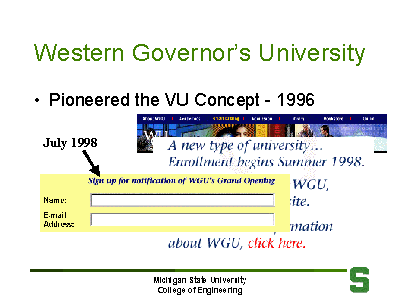 Western Governor's University
• Pioneered the VU Concept - 1996
July 1998
A new type of university…
Enrollment begins Summer 1998.
Sign up for notification of WGU's Grand Opening
WGU,
Name:
site.
E-mail
Address:
mation
about WGU, click here.
Michigan State University
College of Engineering
S